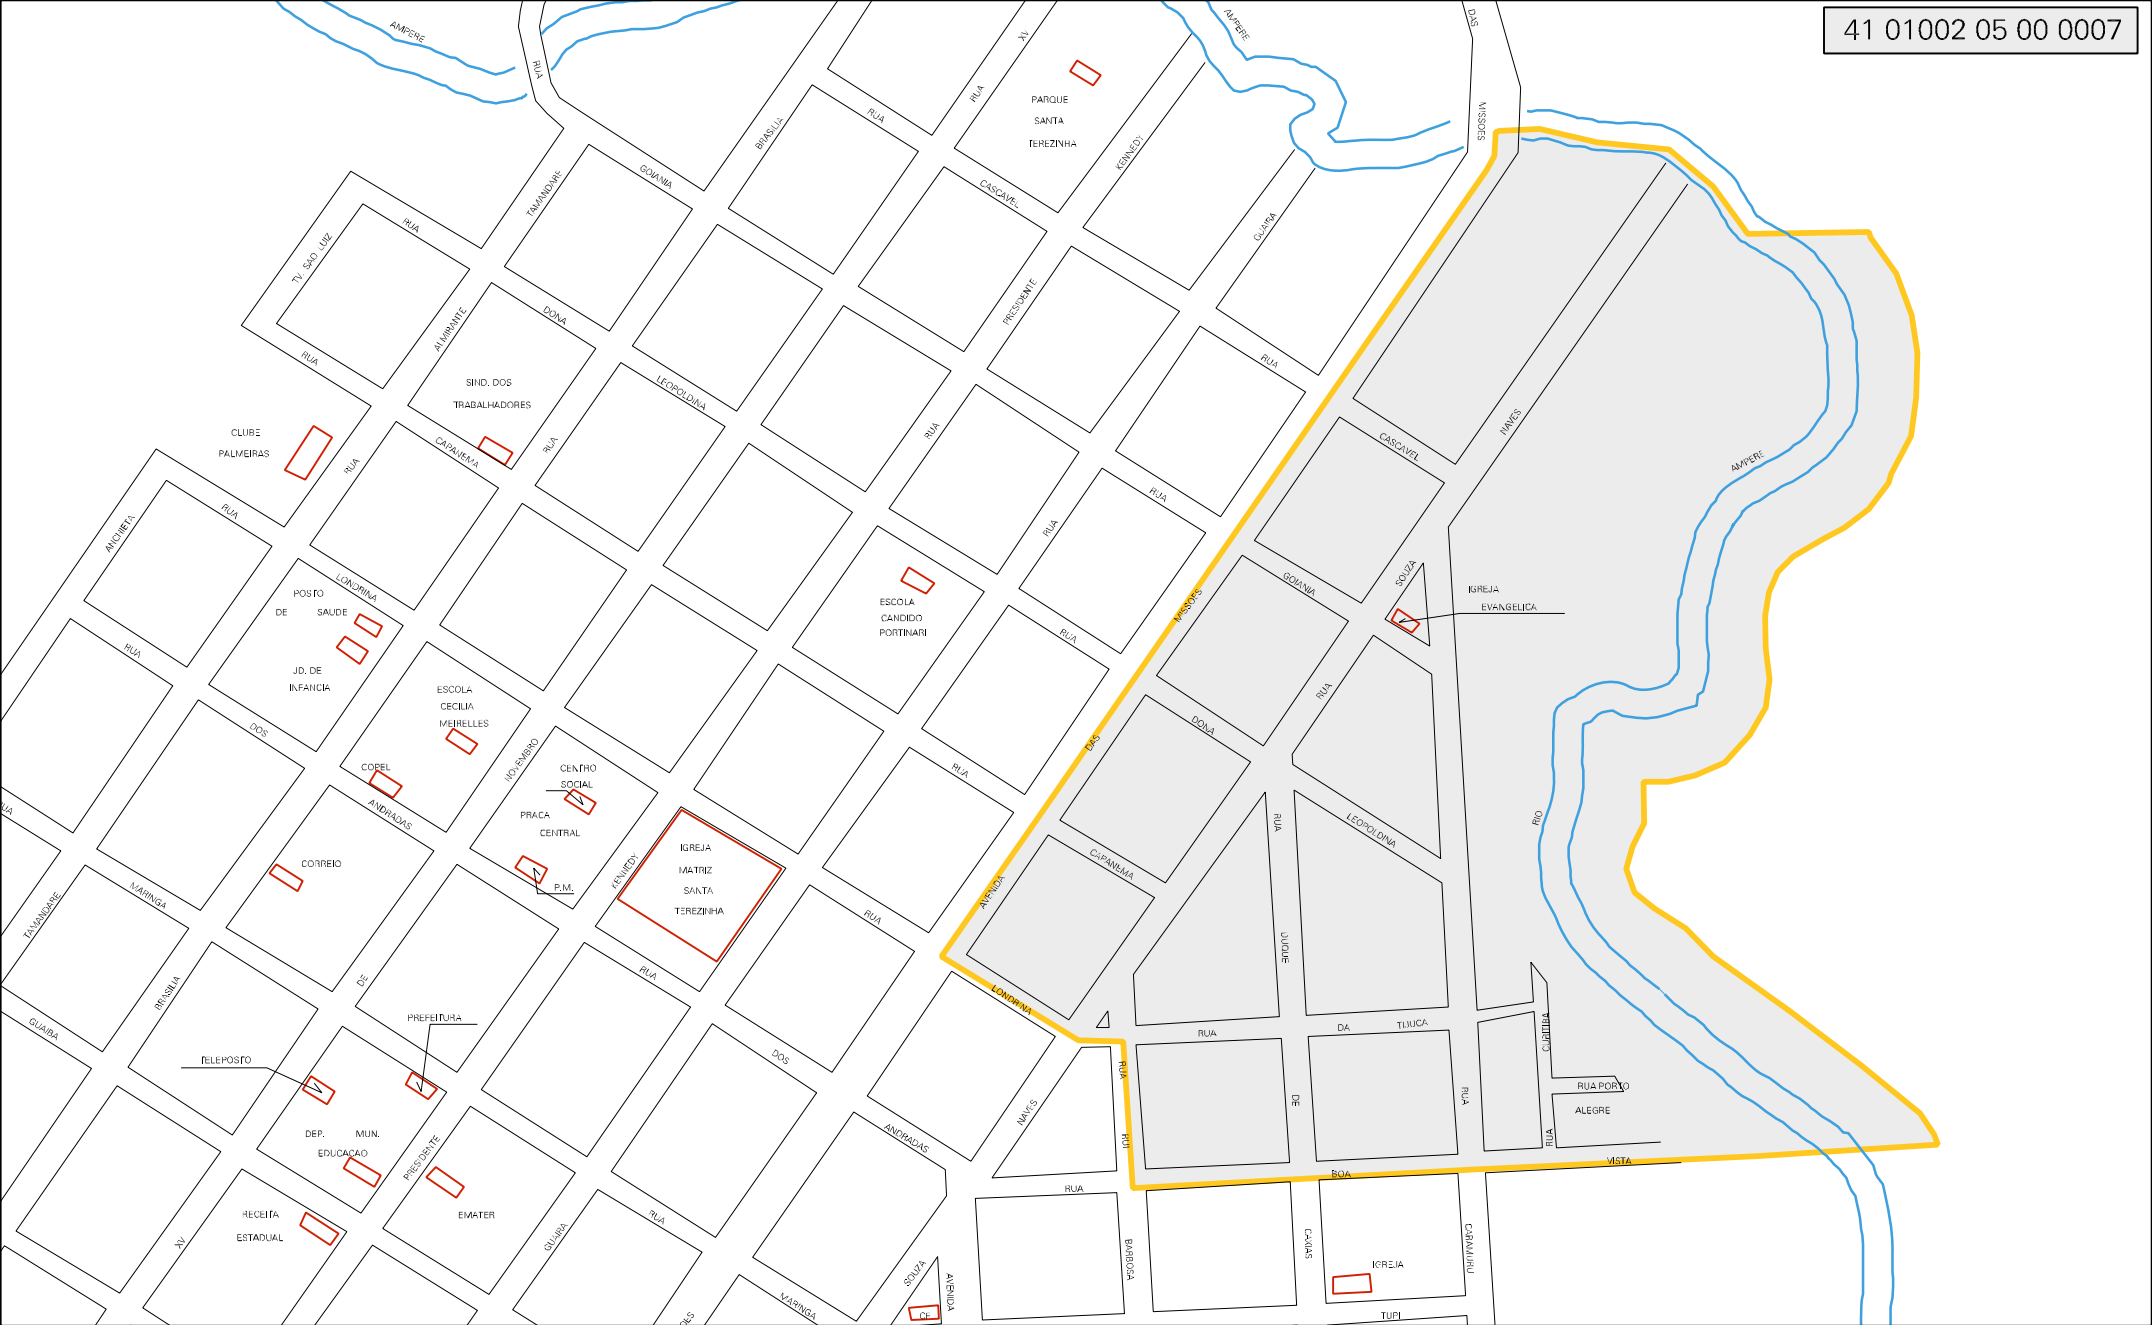 41 01002 05 00 0007
AMPERE
AMPERE
DAS
RUA
XV
RUA
PARQUE
SANTA
TEREZINHA
BRASILIA
RUA
MISSOES
KENNEDY
GOIANIA
TAMANDARE
CASCAVEL
RUA
TV. SAO LUIZ
GUAIRA
DONA
ALMIRANTE
PRESIDENTE
RUA
RUA
SIND. DOS
TRABALHADORES
LEOPOLDINA
CLUBE
PALMEIRAS
CAPANEMA
RUA
RUA
RUA
CASCAVEL
NAVES
AMPERE
RUA
RUA
ANCHIETA
RUA
RUA
LONDRINA
POSTO
DE SAUDE
ESCOLA
CANDIDO
PORTINARI
GOIANIA
SOUZA
IGREJA
EVANGELICA
MISSOES
RUA
RUA
JD. DE
INFANCIA
ESCOLA
CECILIA
MEIRELLES
RUA
DOS
DONA
DAS
NOVEMBRO
COPEL
CENTRO
SOCIAL
RUA
ANDRADAS
PRACA
CENTRAL
RUA
LEOPOLDINA
RIO
IGREJA
MATRIZ
SANTA
TEREZINHA
KENNEDY
CORREIO
P.M.
CAPANEMA
AVENIDA
MARINGA
TAMANDARE
RUA
DUQUE
RUA
DE
BRASILIA
LONDRINA
PREFEITURA
GUAIBA
RUA
DA
TIJUCA
CURITIBA
TELEPOSTO
DOS
RUA
RUA PORTO
ALEGRE
DE
RUA
NAVES
DEP. MUN.
EDUCACAO
ANDRADAS
RUI
RUA
PRESIDENTE
VISTA
BOA
RUA
RECEITA
ESTADUAL
EMATER
RUA
XV
GUAIRA
BARBOSA
CAXIAS
CARAMURU
IGREJA
SOUZA
AVENIDA
MARINGA
CF
TUPI